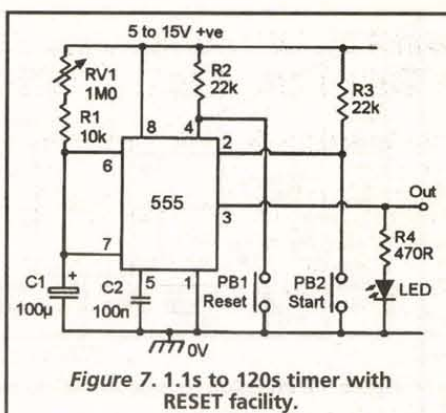 5 to 15V +ve
RV1
1M0
R1
10k
R2
22k
R3
22k
8
4
2
6
555
3
Out
7
R4
470R
C1
100µ
+
C2
100n
5
1
PB1
Reset
PB2
Start
LED
0V
Figure 7. 1.1s to 120s timer with
RESET facility.